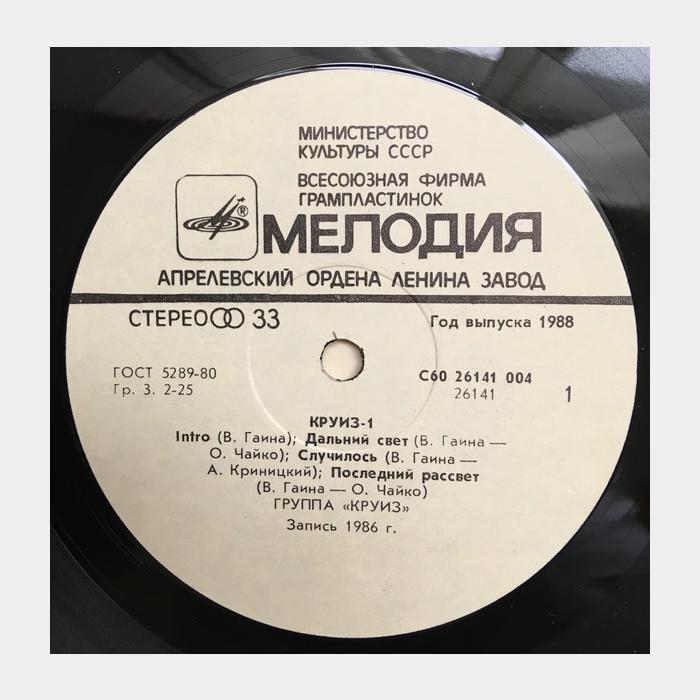 МИНИСТЕРСТВО
КУЛЬТУРЫ СССР
ВСЕСОЮЗНАЯ ФИРМА
ГРАМПЛАСТИНОК
®
МЕЛОДИЯ
АПРЕЛЕВСКИЙ ОРДЕНА ЛЕНИНА ЗАВОД
СТЕРЕО 33
Год выпуска 1988
ГОСТ 5289-80
Гр. 3. 2-25
С60 26141 004
26141
1
КРУИЗ-1
Intro (В. Гаина); Дальний свет (В. Гаина —
О. Чайко); Случилось (В. Гаина —
А. Криницкий); Последний рассвет
(В. Гаина — О. Чайко)
ГРУППА «КРУИЗ»
Запись 1986 г.